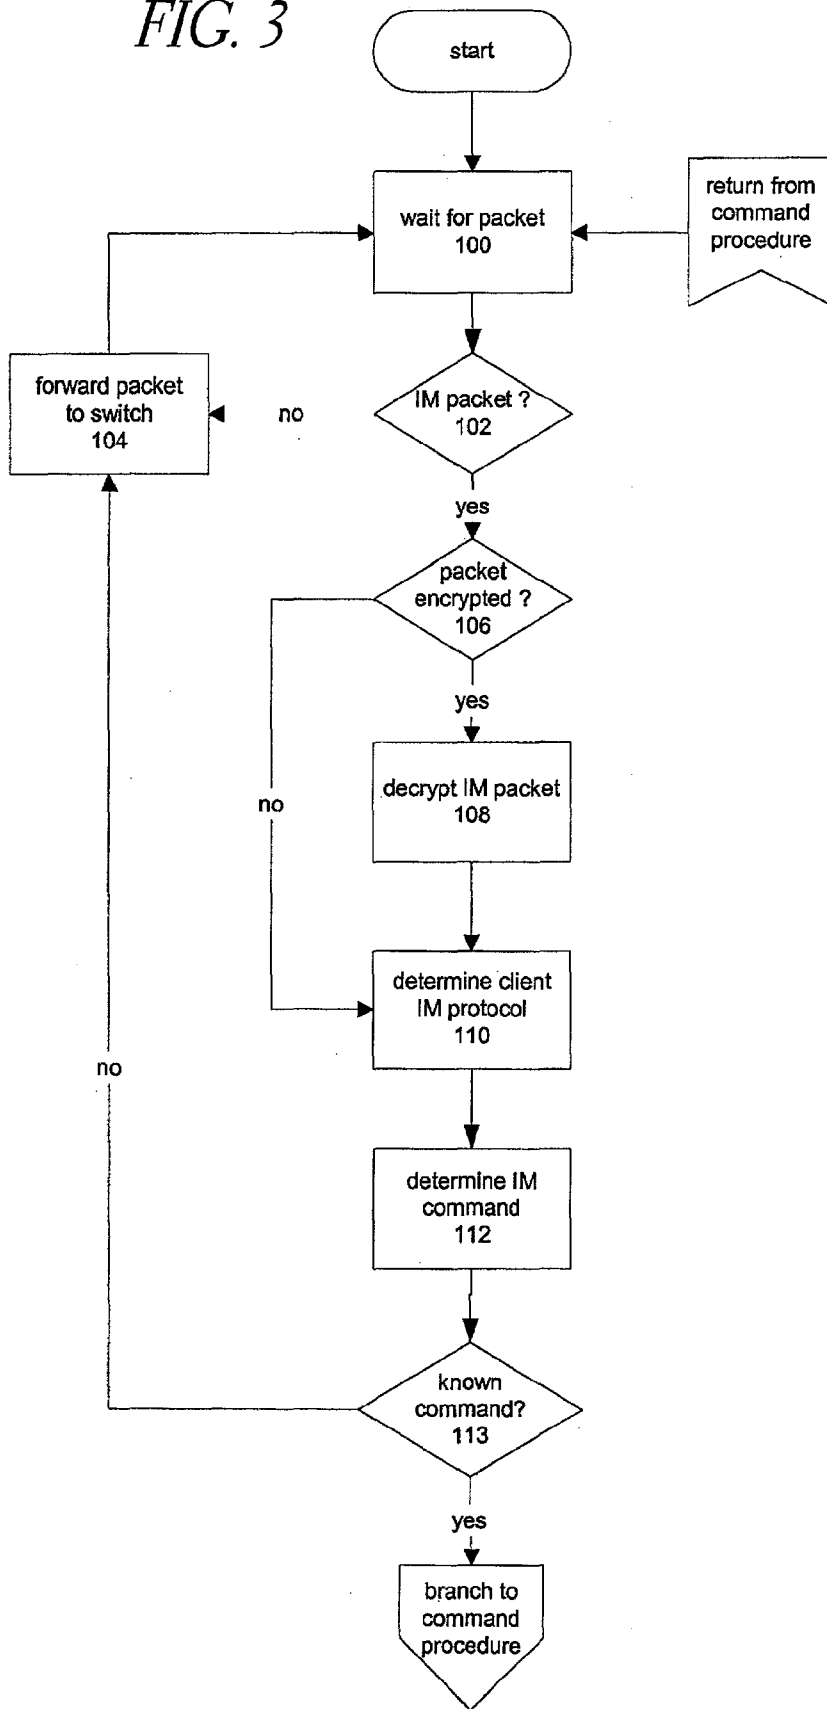 FIG. 3
start
wait for packet
100
return from
command
procedure
forward packet
to switch
104
no
IM packet ?
102
yes
packet
encrypted ?
106
yes
no
decrypt IM packet
108
determine client
IM protocol
110
no
determine IM
command
112
known
command?
113
yes
branch to
command
procedure